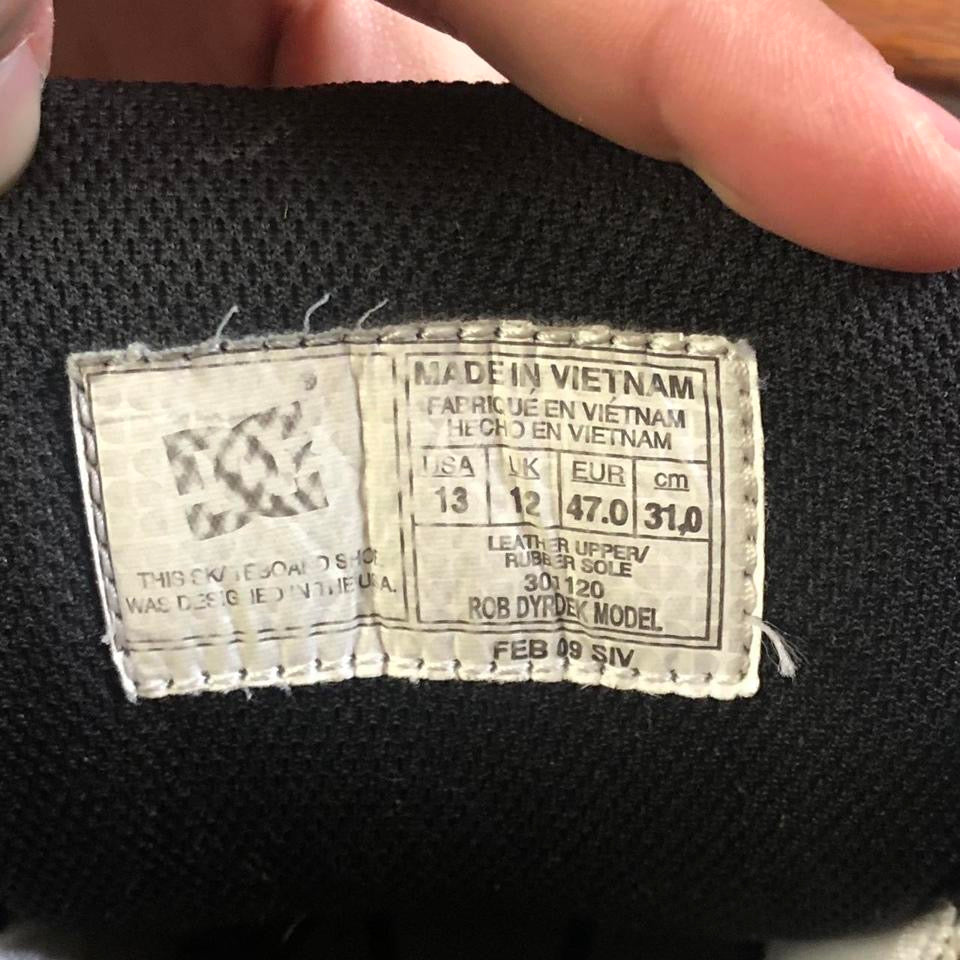 DC
THIS SKATEBOARD SHOE
WAS DESIGNED IN THE USA.
MADE IN VIETNAM
FABRIQUE EN VIÉTNAM
HECHO EN VIETNAM
USA UK EUR cm
13 12 47.0 31,0
LEATHER UPPER/
RUBBER SOLE
301120
ROB DYRDEK MODEL
FEB 09 SIV